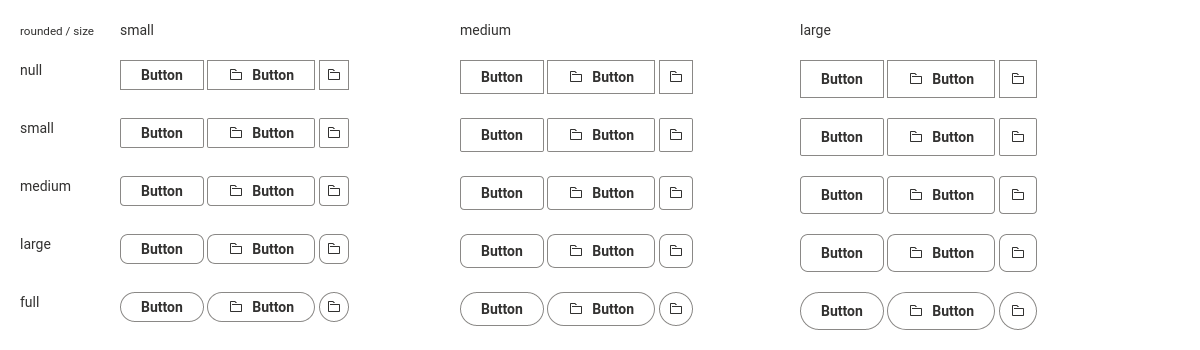 rounded / size small medium large
null Button Button Button Button Button Button
small Button Button Button Button Button Button
medium Button Button Button Button Button Button
large Button Button Button Button Button Button
full Button Button Button Button Button Button